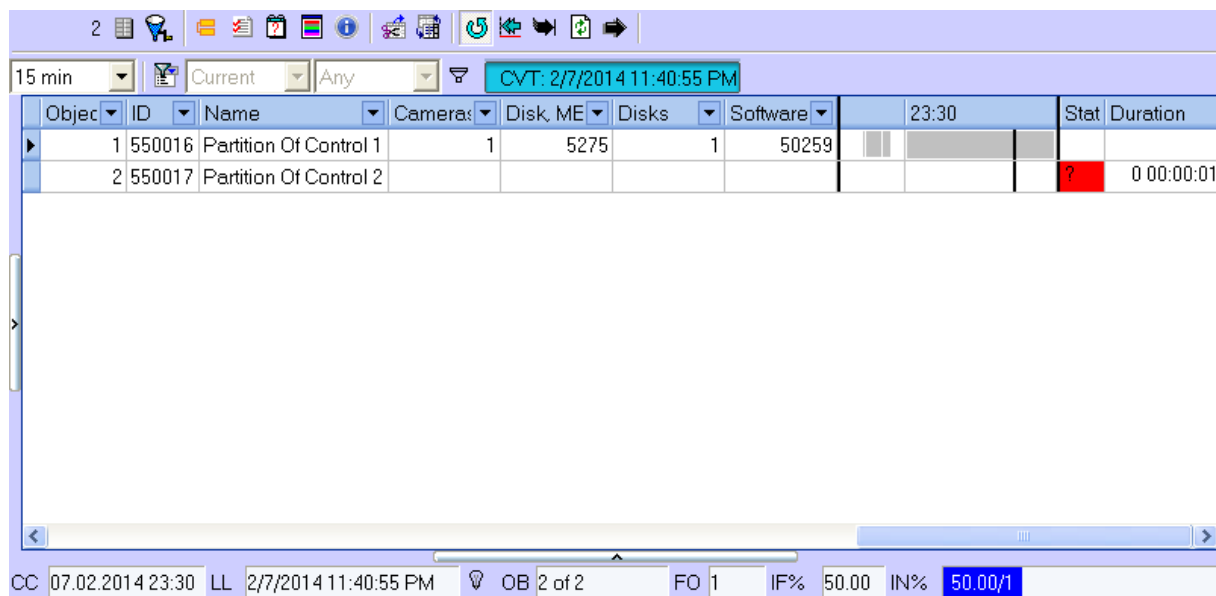 2
15 min Current Any CVT: 2/7/2014 11:40:55 PM
Objec ID Name Cameras Disk, ME Disks Software 23:30 Stat Duration
1 550016 Partition Of Control 1 1 5275 1 50259
2 550017 Partition Of Control 2 ? 0 00:00:01
CC 07.02.2014 23:30 LL 2/7/2014 11:40:55 PM OB 2 of 2 FO 1 IF% 50.00 IN% 50.00/1